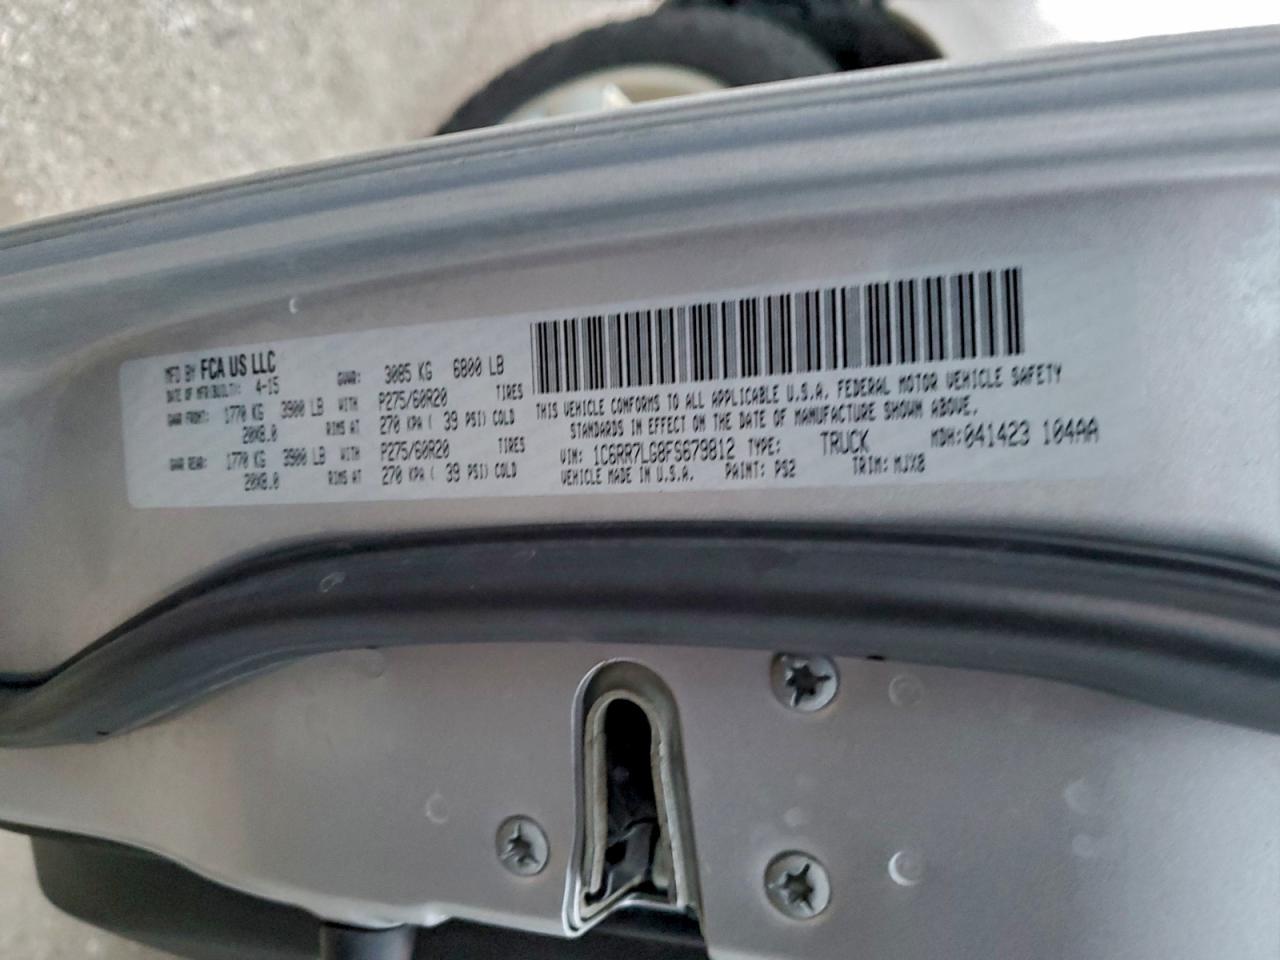 MFD BY FCA US LLC
DATE OF MFR/BUILT: 4-15 GVWR: 3085 KG 6800 LB
GAWR FRONT: 1770 KG 3900 LB WITH P275/60R20 TIRES
20X8.0 RIMS AT 270 KPA ( 39 PSI) COLD
GAWR REAR: 1770 KG 3900 LB WITH P275/60R20 TIRES
20X8.0 RIMS AT 270 KPA ( 39 PSI) COLD
THIS VEHICLE CONFORMS TO ALL APPLICABLE U.S.A. FEDERAL MOTOR VEHICLE SAFETY
STANDARDS IN EFFECT ON THE DATE OF MANUFACTURE SHOWN ABOVE.
VIN: 1C6RR7LG8FS679812 TYPE: TRUCK MDH:041423 104AA
VEHICLE MADE IN U.S.A. PAINT: PS2 TRIM: MJX8